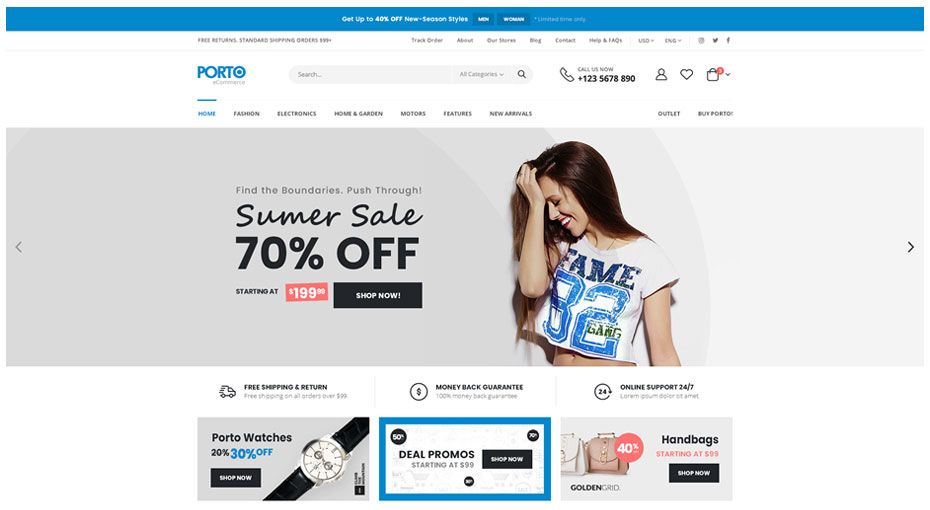 Get Up to 40% OFF New-Season Styles MEN WOMAN * Limited time only.
FREE RETURNS. STANDARD SHIPPING ORDERS $99+ Track Order About Our Stores Blog Contact Help & FAQs USD ENG
PORTO
eCommerce
Search... All Categories
CALL US NOW
+123 5678 890
HOME FASHION ELECTRONICS HOME & GARDEN MOTORS FEATURES NEW ARRIVALS OUTLET BUY PORTO!
Find the Boundaries. Push Through!
Sumer Sale
70% OFF
STARTING AT $199.99 SHOP NOW!
FAME
82
GANG
FREE SHIPPING & RETURN
Free shipping on all orders over $99.
MONEY BACK GUARANTEE
100% money back guarantee
24
ONLINE SUPPORT 24/7
Lorem ipsum dolor sit amet.
Porto Watches
20% 30% OFF
SHOP NOW
50%
70%
DEAL PROMOS
STARTING AT $99
SHOP NOW
30%
40% OFF
Handbags
STARTING AT $99
SHOP NOW
GOLDENGRID.